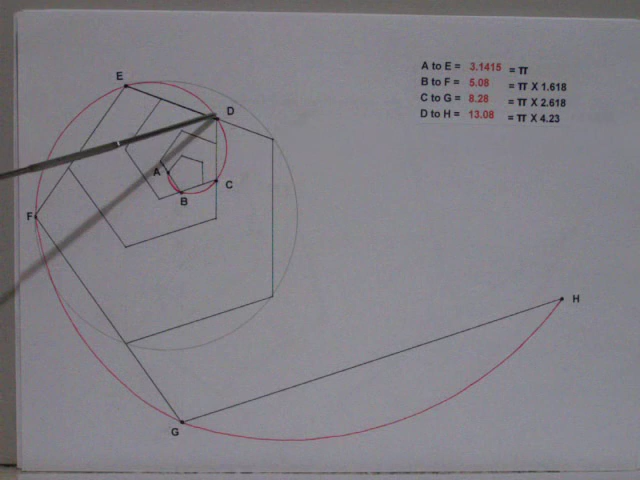 A to E = 3.1415 = π
B to F = 5.08 = π X 1.618
C to G = 8.28 = π X 2.618
D to H = 13.08 = π X 4.23
E
D
A
C
B
F
H
G